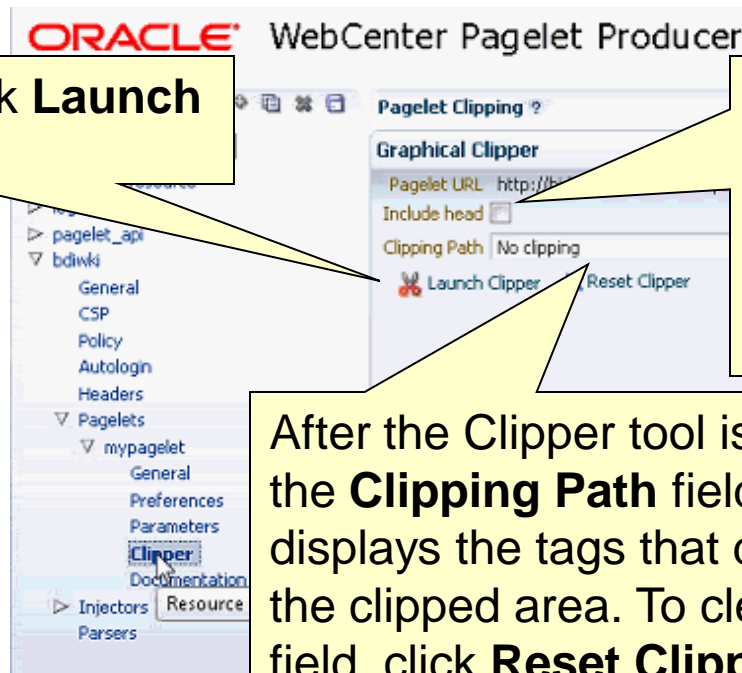 ORACLE WebCenter Pagelet Producer
k Launch
Pagelet Clipping ?
Graphical Clipper
Pagelet URL http://
Include head
Clipping Path No clipping
Launch Clipper Reset Clipper
pagelet_api
bdiwki
General
CSP
Policy
Autologin
Headers
Pagelets
mypagelet
General
Preferences
Parameters
Clipper
Documentation
Injectors Resource
Parsers
After the Clipper tool is
the Clipping Path field
displays the tags that
the clipped area. To cle
field, click Reset Clipp